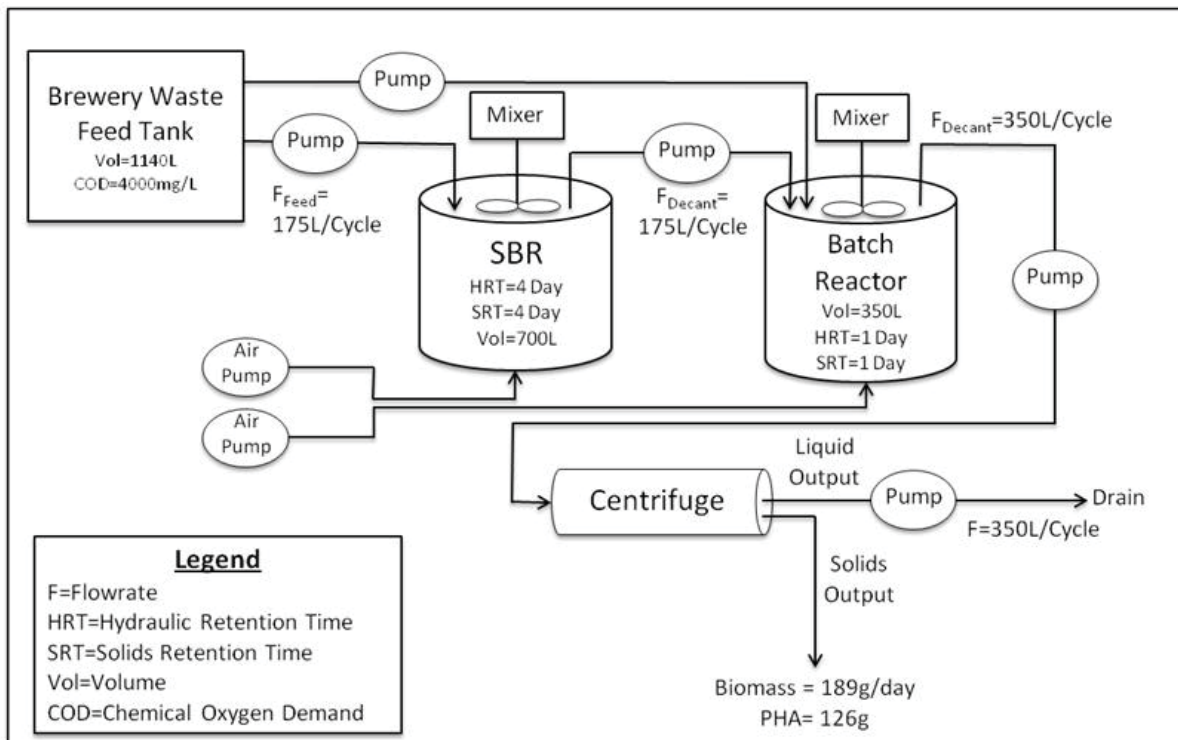 Brewery Waste
Feed Tank
Vol=1140L
COD=4000mg/L
Pump
Pump
F_Feed=
175L/Cycle
Mixer
SBR
HRT=4 Day
SRT=4 Day
Vol=700L
Pump
F_Decant=
175L/Cycle
Mixer
Batch
Reactor
Vol=350L
HRT=1 Day
SRT=1 Day
F_Decant=350L/Cycle
Pump
Air
Pump
Air
Pump
Centrifuge
Liquid
Output
Pump
Drain
F=350L/Cycle
Solids
Output
Biomass = 189g/day
PHA= 126g
Legend
F=Flowrate
HRT=Hydraulic Retention Time
SRT=Solids Retention Time
Vol=Volume
COD=Chemical Oxygen Demand